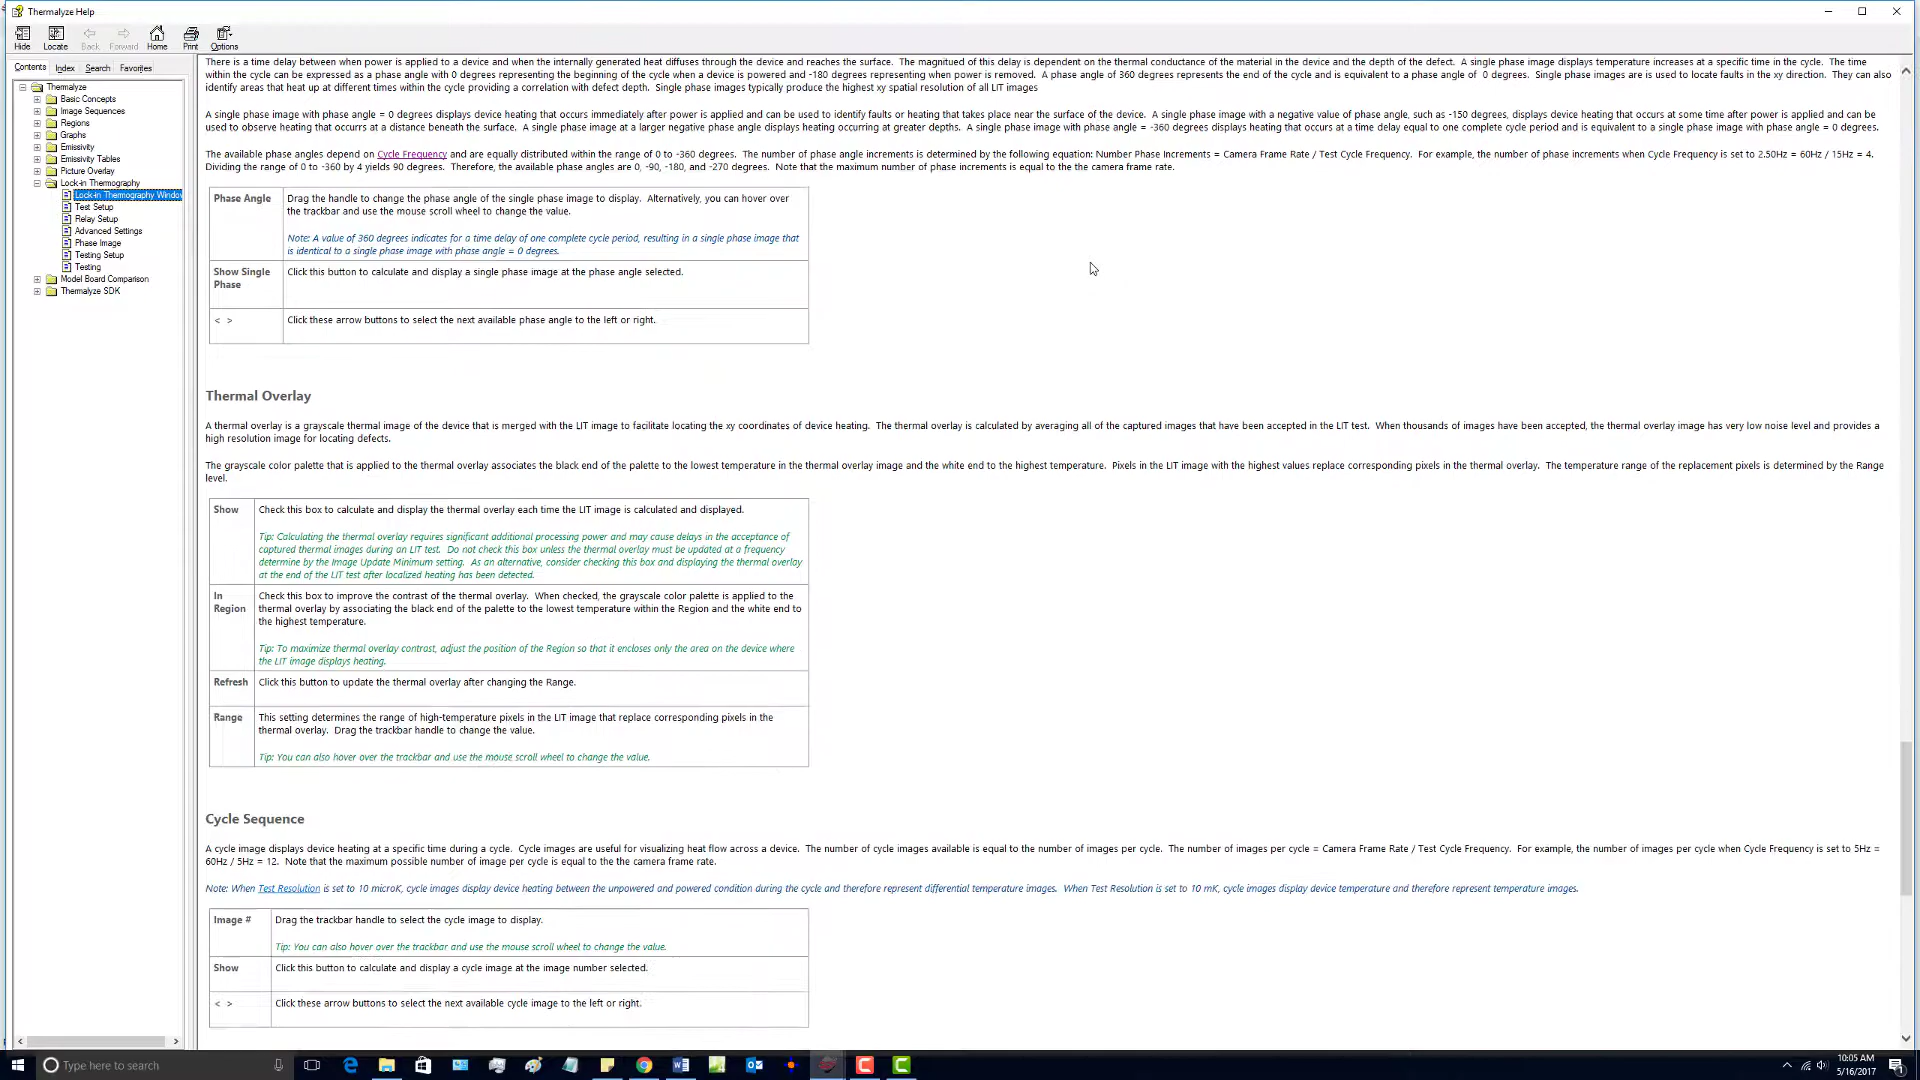 Thermalyze Help
Hide Locate Back Forward Home Print Options
Contents Index Search Favorites
Thermalyze
Basic Concepts
Image Sequences
Regions
Graphs
Emissivity
Emissivity Tables
Picture Overlay
Lock-in Thermography
Lock-in Thermography Window
Test Setup
Relay Setup
Advanced Settings
Phase Image
Testing Setup
Testing
Model Board Comparison
Thermalyze SDK
There is a time delay between when power is applied to a device and when the internally generated heat diffuses through the device and reaches the surface. The magnitued of this delay is dependent on the thermal conductance of the material in the device and the depth of the defect. A single phase image displays temperature increases at a specific time in the cycle. The time
within the cycle can be expressed as a phase angle with 0 degrees representing the beginning of the cycle when a device is powered and -180 degrees representing when power is removed. A phase angle of 360 degrees represents the end of the cycle and is equivalent to a phase angle of 0 degrees. Single phase images are is used to locate faults in the xy direction. They can also
identify areas that heat up at different times within the cycle providing a correlation with defect depth. Single phase images typically produce the highest xy spatial resolution of all LIT images
A single phase image with phase angle = 0 degrees displays device heating that occurs immediately after power is applied and can be used to identify faults or heating that takes place near the surface of the device. A single phase image with a negative value of phase angle, such as -150 degrees, displays device heating that occurs at some time after power is applied and can be
used to observe heating that occurs at a distance beneath the surface. A single phase image at a larger negative phase angle displays heating occurring at greater depths. A single phase image with phase angle = -360 degrees displays heating that occurs at a time delay equal to one complete cycle period and is equivalent to a single phase image with phase angle = 0 degrees.
The available phase angles depend on Cycle Frequency and are equally distributed within the range of 0 to -360 degrees. The number of phase angle increments is determined by the following equation: Number Phase Increments = Camera Frame Rate / Test Cycle Frequency. For example, the number of phase increments when Cycle Frequency is set to 2.50Hz = 60Hz / 15Hz = 4.
Dividing the range of 0 to -360 by 4 yields 90 degrees. Therefore, the available phase angles are 0, -90, -180, and -270 degrees. Note that the maximum number of phase increments is equal to the the camera frame rate.
Phase Angle Drag the handle to change the phase angle of the single phase image to display. Alternatively, you can hover over
the trackbar and use the mouse scroll wheel to change the value.
Note: A value of 360 degrees indicates for a time delay of one complete cycle period, resulting in a single phase image that
is identical to a single phase image with phase angle = 0 degrees.
Show Single Click this button to calculate and display a single phase image at the phase angle selected.
Phase
< > Click these arrow buttons to select the next available phase angle to the left or right.
Thermal Overlay
A thermal overlay is a grayscale thermal image of the device that is merged with the LIT image to facilitate locating the xy coordinates of device heating. The thermal overlay is calculated by averaging all of the captured images that have been accepted in the LIT test. When thousands of images have been accepted, the thermal overlay image has very low noise level and provides a
high resolution image for locating defects.
The grayscale color palette that is applied to the thermal overlay associates the black end of the palette to the lowest temperature in the thermal overlay image and the white end to the highest temperature. Pixels in the LIT image with the highest values replace corresponding pixels in the thermal overlay. The temperature range of the replacement pixels is determined by the Range
level.
Show Check this box to calculate and display the thermal overlay each time the LIT image is calculated and displayed.
Tip: Calculating the thermal overlay requires significant additional processing power and may cause delays in the acceptance of
captured thermal images during an LIT test. Do not check this box unless the thermal overlay must be updated at a frequency
determine by the Image Update Minimum setting. As an alternative, consider checking this box and displaying the thermal overlay
at the end of the LIT test after localized heating has been detected.
In Check this box to improve the contrast of the thermal overlay. When checked, the grayscale color palette is applied to the
Region thermal overlay by associating the black end of the palette to the lowest temperature within the Region and the white end to
the highest temperature.
Tip: To maximize thermal overlay contrast, adjust the position of the Region so that it encloses only the area on the device where
the LIT image displays heating.
Refresh Click this button to update the thermal overlay after changing the Range.
Range This setting determines the range of high-temperature pixels in the LIT image that replace corresponding pixels in the
thermal overlay. Drag the trackbar handle to change the value.
Tip: You can also hover over the trackbar and use the mouse scroll wheel to change the value.
Cycle Sequence
A cycle image displays device heating at a specific time during a cycle. Cycle images are useful for visualizing heat flow across a device. The number of cycle images available is equal to the number of images per cycle. The number of images per cycle = Camera Frame Rate / Test Cycle Frequency. For example, the number of images per cycle when Cycle Frequency is set to 5Hz =
60Hz / 5Hz = 12. Note that the maximum possible number of image per cycle is equal to the the camera frame rate.
Note: When Test Resolution is set to 10 microK, cycle images display device heating between the unpowered and powered condition during the cycle and therefore represent differential temperature images. When Test Resolution is set to 10 mK, cycle images display device temperature and therefore represent temperature images.
Image # Drag the trackbar handle to select the cycle image to display.
Tip: You can also hover over the trackbar and use the mouse scroll wheel to change the value.
Show Click this button to calculate and display a cycle image at the image number selected.
< > Click these arrow buttons to select the next available cycle image to the left or right.
Type here to search
10:05 AM
5/16/2017